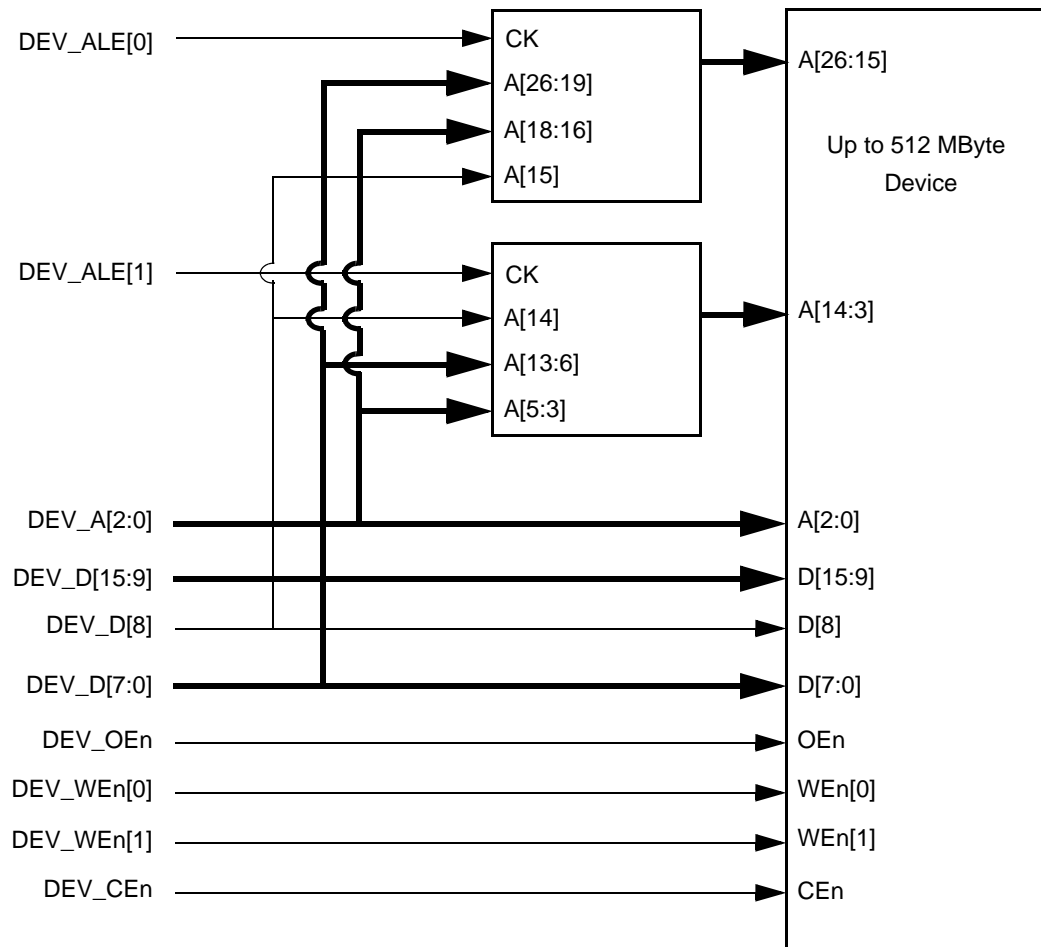 DEV_ALE[0]
CK
A[26:19]
A[18:16]
A[15]
A[26:15]
Up to 512 MByte
Device
DEV_ALE[1]
CK
A[14]
A[13:6]
A[5:3]
A[14:3]
DEV_A[2:0]
A[2:0]
DEV_D[15:9]
D[15:9]
DEV_D[8]
D[8]
DEV_D[7:0]
D[7:0]
DEV_OEn
OEn
DEV_WEn[0]
WEn[0]
DEV_WEn[1]
WEn[1]
DEV_CEn
CEn